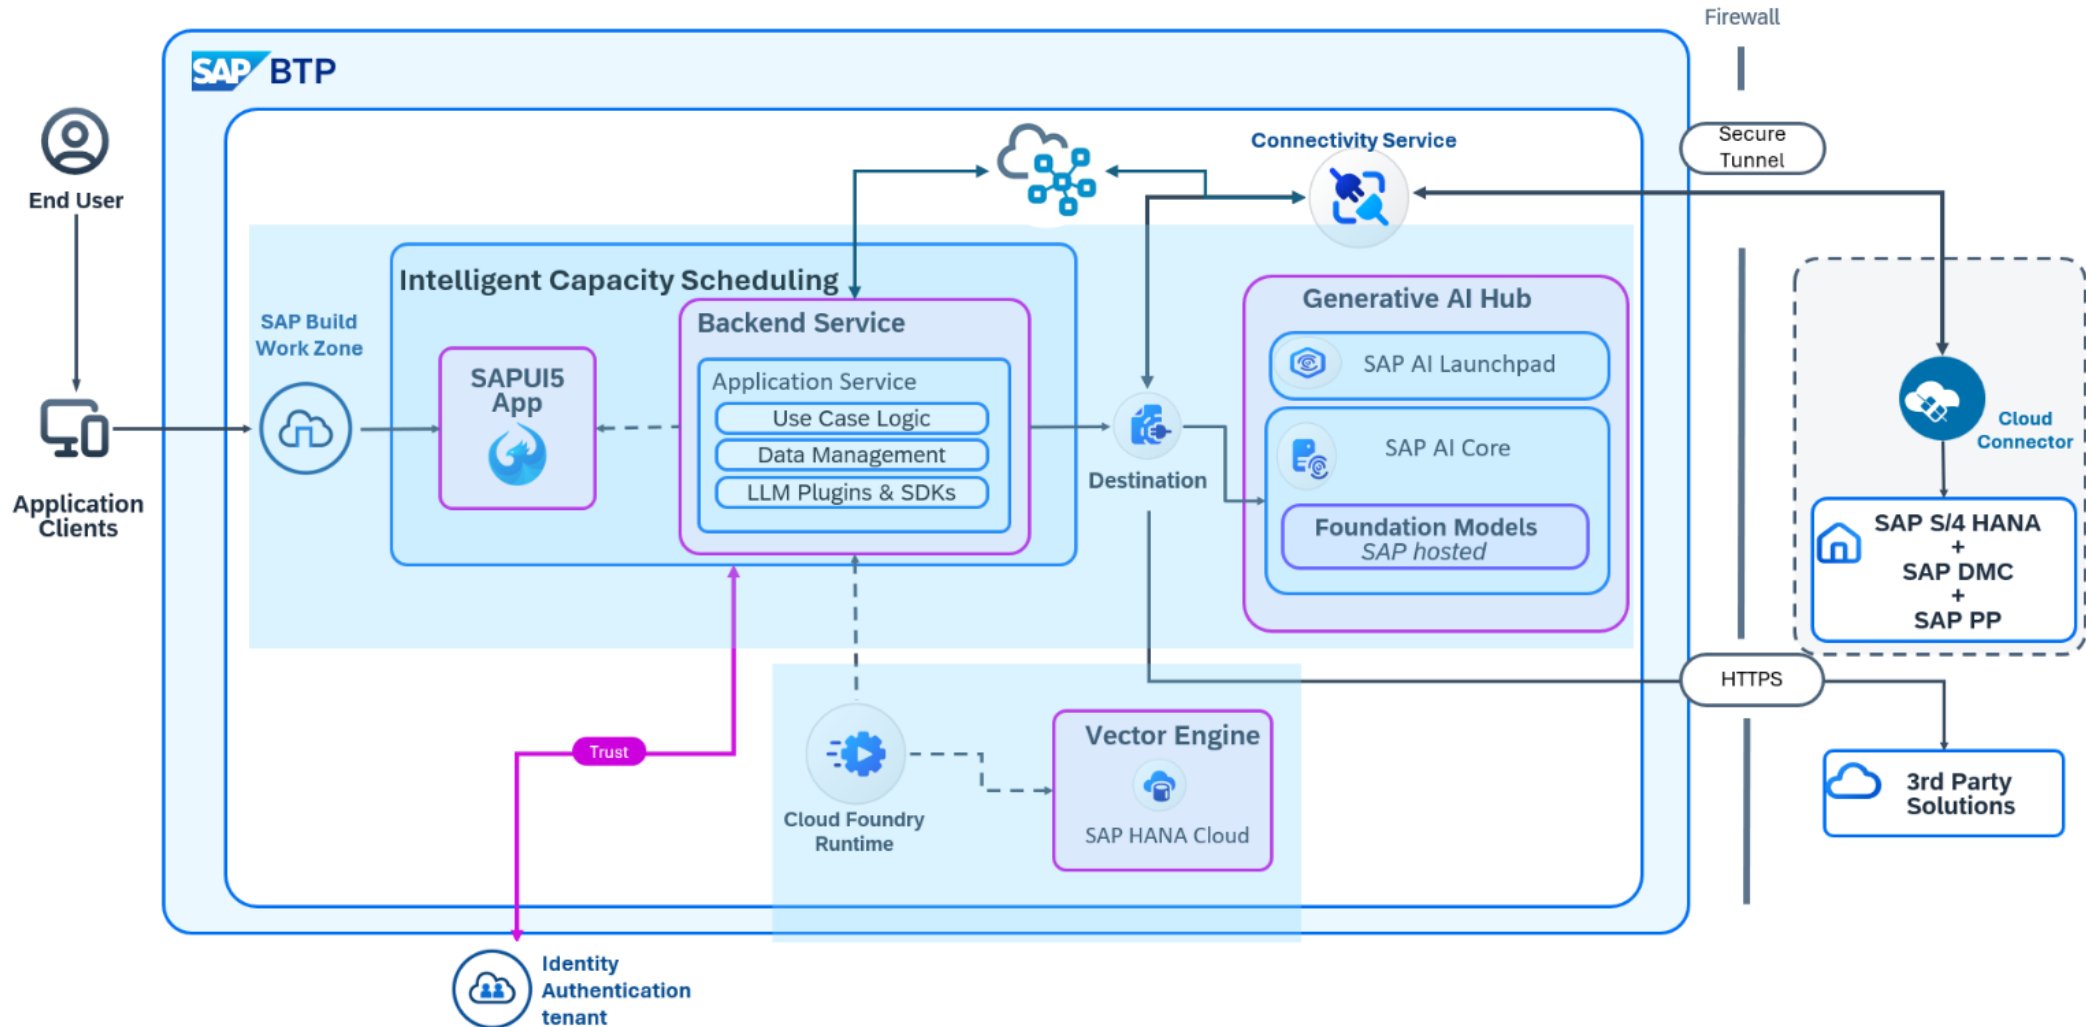 Firewall
SAP BTP
Secure
Tunnel
Connectivity Service
End User
Intelligent Capacity Scheduling
SAP Build
Work Zone
SAPUI5
App
Backend Service
Application Service
Use Case Logic
Data Management
LLM Plugins & SDKs
Destination
Generative AI Hub
SAP AI Launchpad
SAP AI Core
Foundation Models
SAP hosted
Cloud
Connector
Application
Clients
SAP S/4 HANA
+
SAP DMC
+
SAP PP
HTTPS
Trust
Vector Engine
SAP HANA Cloud
Cloud Foundry
Runtime
3rd Party
Solutions
Identity
Authentication
tenant